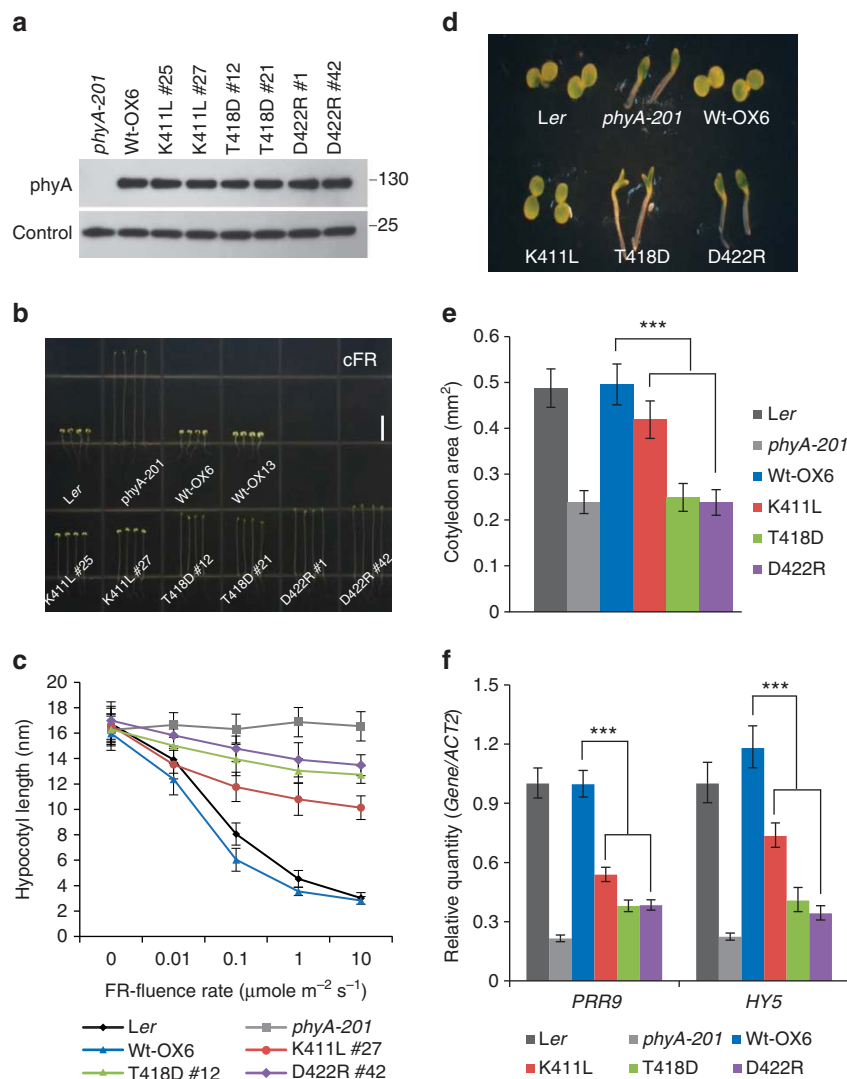 a
phyA-201
Wt-OX6
K411L #25
K411L #27
T418D #12
T418D #21
D422R #1
D422R #42
phyA
–130
Control
–25
b
cFR
Ler
phyA-201
Wt-OX6
Wt-OX13
K411L #25
K411L #27
T418D #12
T418D #21
D422R #1
D422R #42
c
Hypocotyl length (nm)
20
18
16
14
12
10
8
6
4
2
0
0 0.01 0.1 1 10
FR-fluence rate (μmole m⁻² s⁻¹)
Ler phyA-201
Wt-OX6 K411L #27
T418D #12 D422R #42
d
Ler phyA-201 Wt-OX6
K411L T418D D422R
e
Cotyledon area (mm²)
0.6
0.5
0.4
0.3
0.2
0.1
0
***
Ler
phyA-201
Wt-OX6
K411L
T418D
D422R
f
Relative quantity (Gene/ACT2)
1.5
1.2
0.9
0.6
0.3
0
***
***
PRR9 HY5
Ler phyA-201 Wt-OX6
K411L T418D D422R